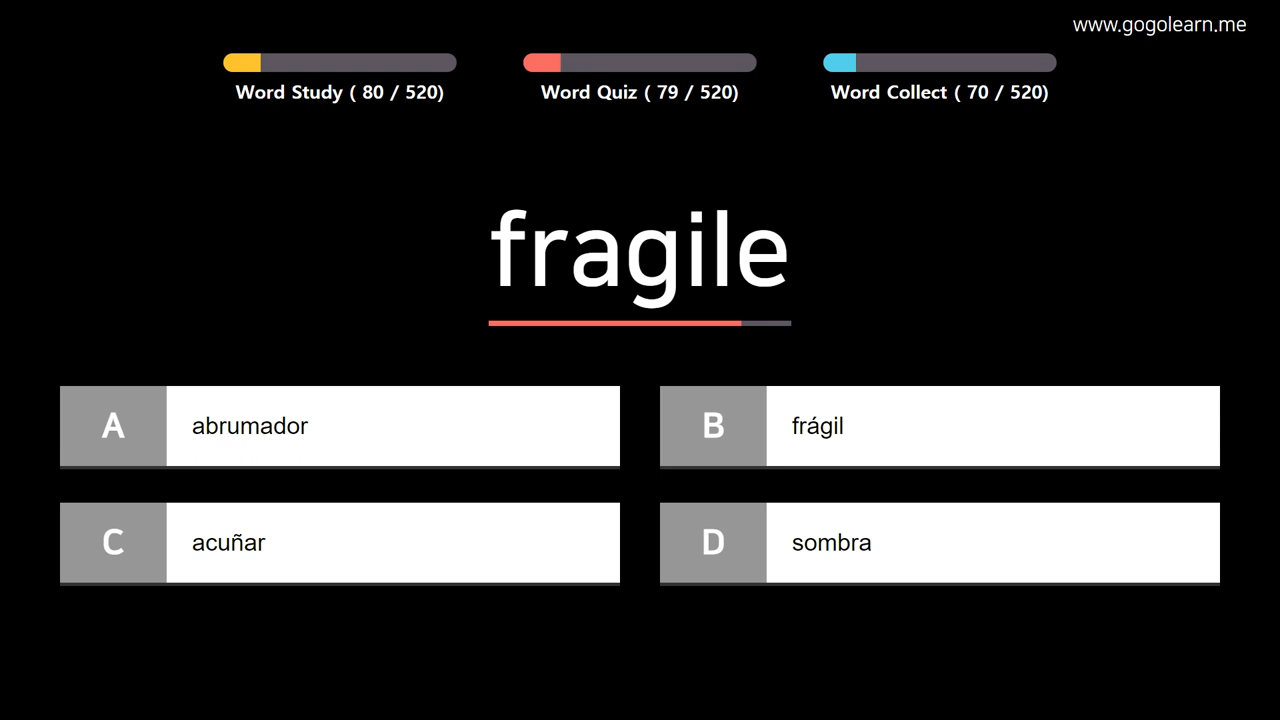 www.gogolearn.me
Word Study ( 80 / 520)
Word Quiz ( 79 / 520)
Word Collect ( 70 / 520)
fragile
A abrumador
B frágil
C acuñar
D sombra